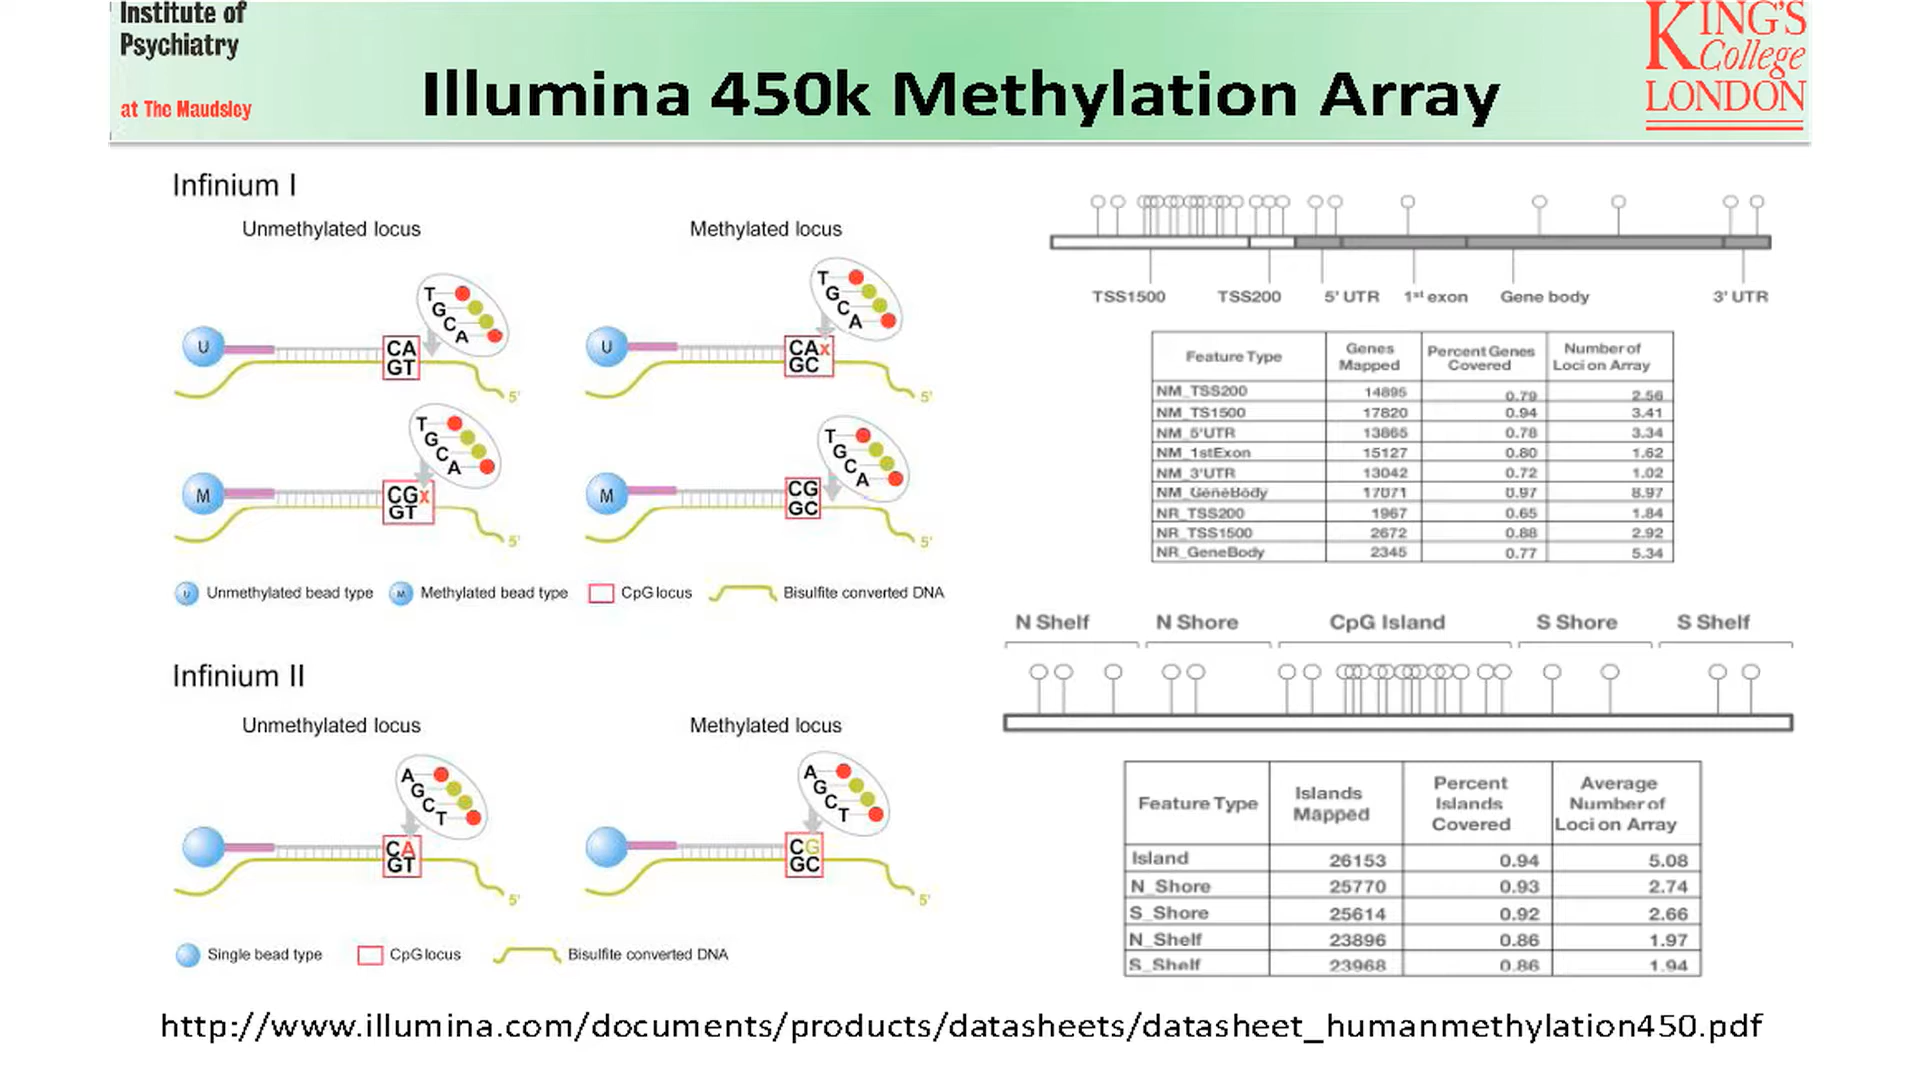 Institute of
Psychiatry
at The Maudsley
Illumina 450k Methylation Array
KING'S
College
LONDON
Infinium I
Unmethylated locus
Methylated locus
T
G
C
A
U
CA
GT
5'
T
G
C
A
U
CAx
GC
5'
T
G
C
A
M
CGx
GT
5'
T
G
C
A
M
CG
GC
5'
U Unmethylated bead type M Methylated bead type CpG locus Bisulfite converted DNA
Infinium II
Unmethylated locus
Methylated locus
A
G
C
T
CA
GT
5'
A
G
C
T
CG
GC
5'
Single bead type CpG locus Bisulfite converted DNA
TSS1500 TSS200 5' UTR 1st exon Gene body 3' UTR
Feature Type Genes Mapped Percent Genes Covered Number of Loci on Array
NM_TSS200 14895 0.79 2.56
NM_TS1500 17820 0.94 3.41
NM_5'UTR 13865 0.78 3.34
NM_1stExon 15127 0.80 1.62
NM_3'UTR 13042 0.72 1.02
NM_GeneBody 17071 0.97 8.97
NR_TSS200 1967 0.65 1.84
NR_TSS1500 2672 0.88 2.92
NR_GeneBody 2345 0.77 5.34
N Shelf N Shore CpG Island S Shore S Shelf
Feature Type Islands Mapped Percent Islands Covered Average Number of Loci on Array
Island 26153 0.94 5.08
N_Shore 25770 0.93 2.74
S_Shore 25614 0.92 2.66
N_Shelf 23896 0.86 1.97
S_Shelf 23968 0.86 1.94
http://www.illumina.com/documents/products/datasheets/datasheet_humanmethylation450.pdf